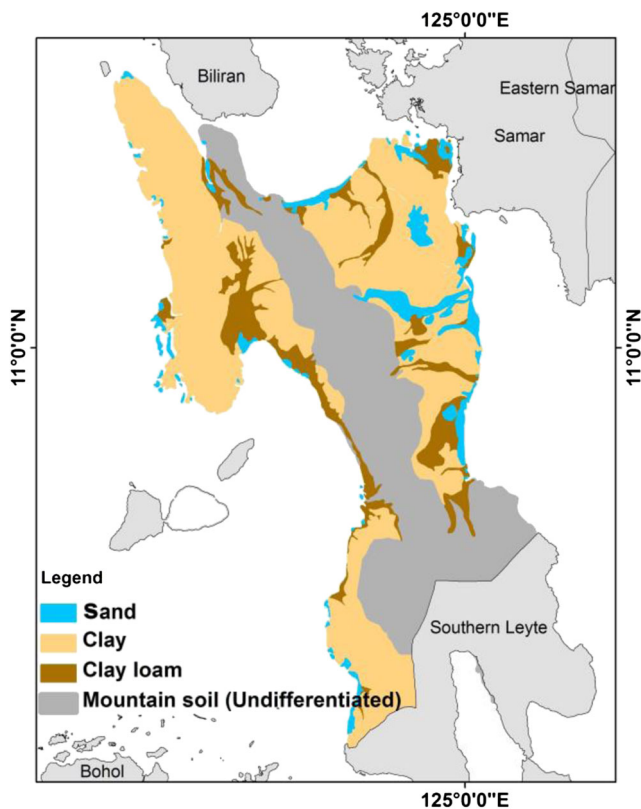 125°0'0"E
Biliran
Eastern Samar
Samar
11°0'0"N
11°0'0"N
Legend
Sand
Clay
Clay loam
Mountain soil (Undifferentiated)
Southern Leyte
Bohol
125°0'0"E